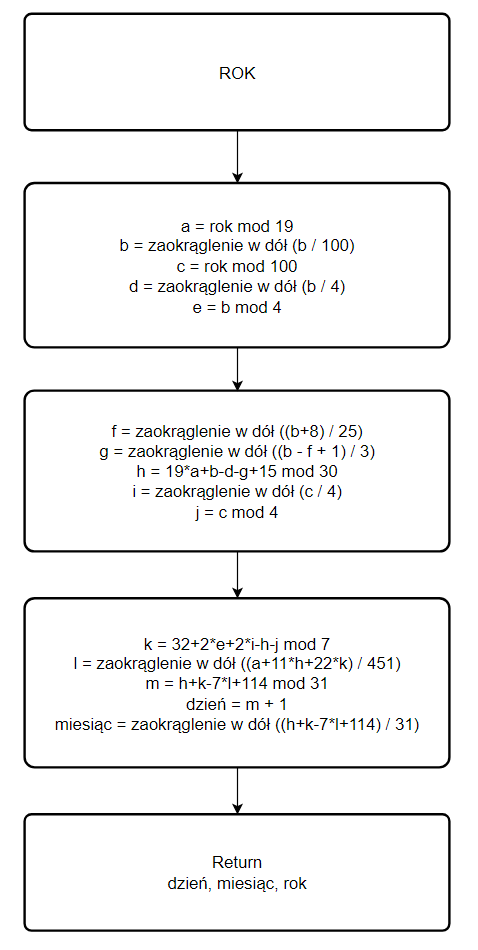 ROK
a = rok mod 19
b = zaokrąglenie w dół (b / 100)
c = rok mod 100
d = zaokrąglenie w dół (b / 4)
e = b mod 4
f = zaokrąglenie w dół ((b+8) / 25)
g = zaokrąglenie w dół ((b - f + 1) / 3)
h = 19*a+b-d-g+15 mod 30
i = zaokrąglenie w dół (c / 4)
j = c mod 4
k = 32+2*e+2*i-h-j mod 7
l = zaokrąglenie w dół ((a+11*h+22*k) / 451)
m = h+k-7*l+114 mod 31
dzień = m + 1
miesiąc = zaokrąglenie w dół ((h+k-7*l+114) / 31)
Return
dzień, miesiąc, rok